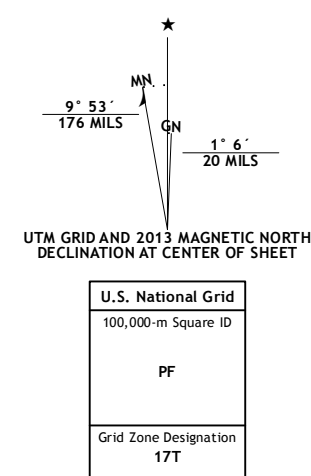 MN
9° 53´
176 MILS
GN
1° 6´
20 MILS
UTM GRID AND 2013 MAGNETIC NORTH
DECLINATION AT CENTER OF SHEET
U.S. National Grid
100,000-m Square ID
PF
Grid Zone Designation
17T